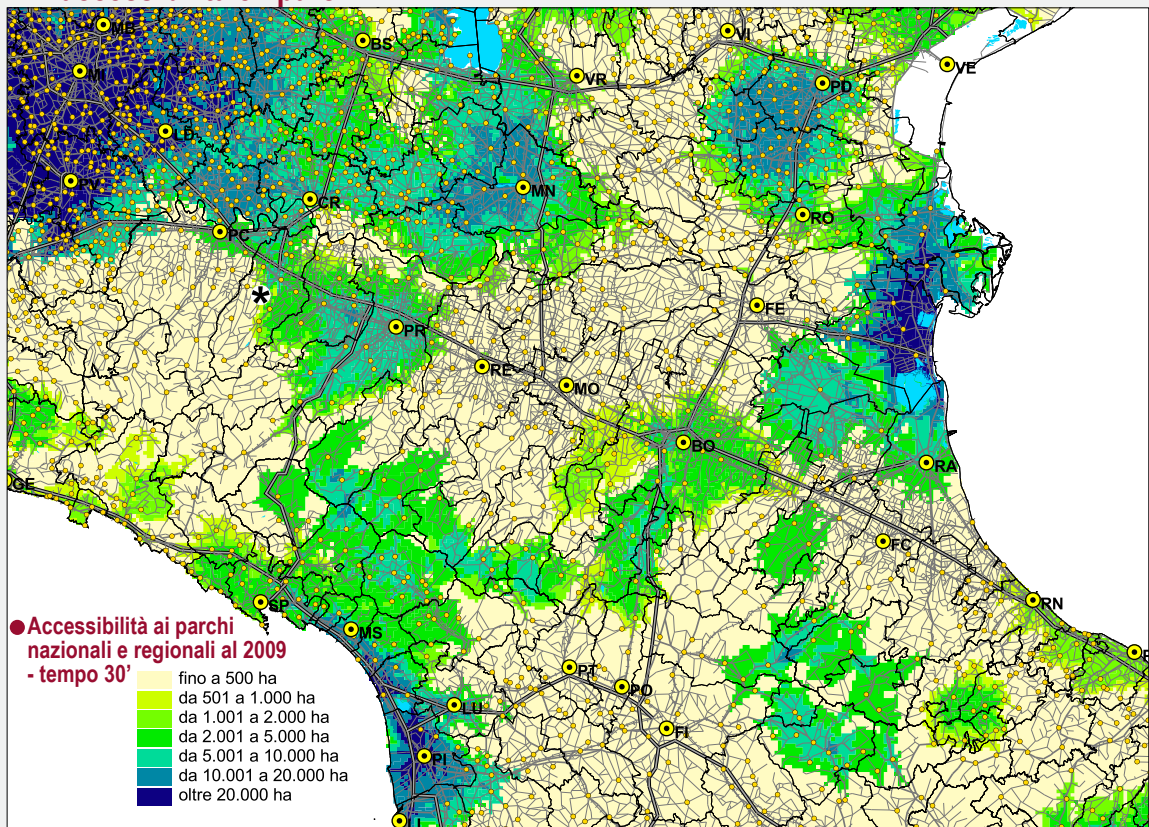 MB
BS
VI
VE
MI
VR
PD
LD
PV
MN
CR
RO
PC
*
FE
PR
RE
MO
BO
RA
GE
FC
SP
RN
MS
● Accessibilità ai parchi
nazionali e regionali al 2009
- tempo 30’
PT
PO
LU
FI
PI
fino a 500 ha
da 501 a 1.000 ha
da 1.001 a 2.000 ha
da 2.001 a 5.000 ha
da 5.001 a 10.000 ha
da 10.001 a 20.000 ha
oltre 20.000 ha